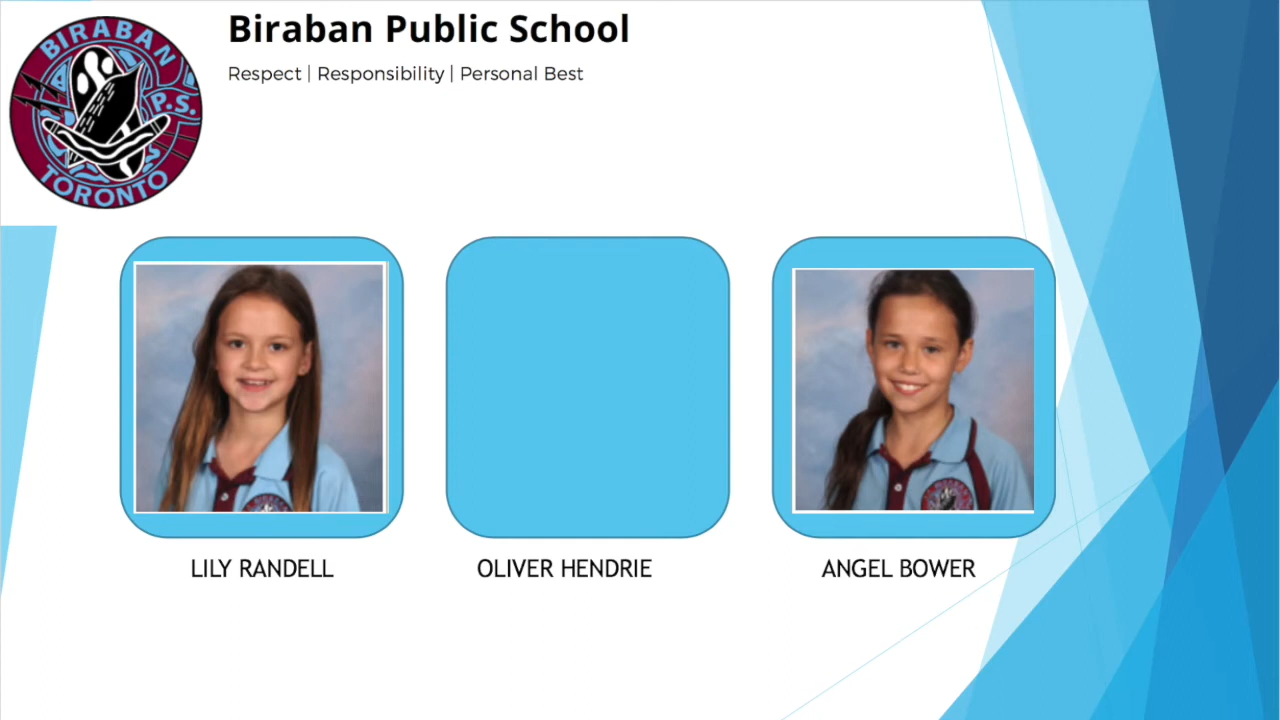 BIRABAN
P.S.
TORONTO
Biraban Public School
Respect | Responsibility | Personal Best
LILY RANDELL
OLIVER HENDRIE
ANGEL BOWER